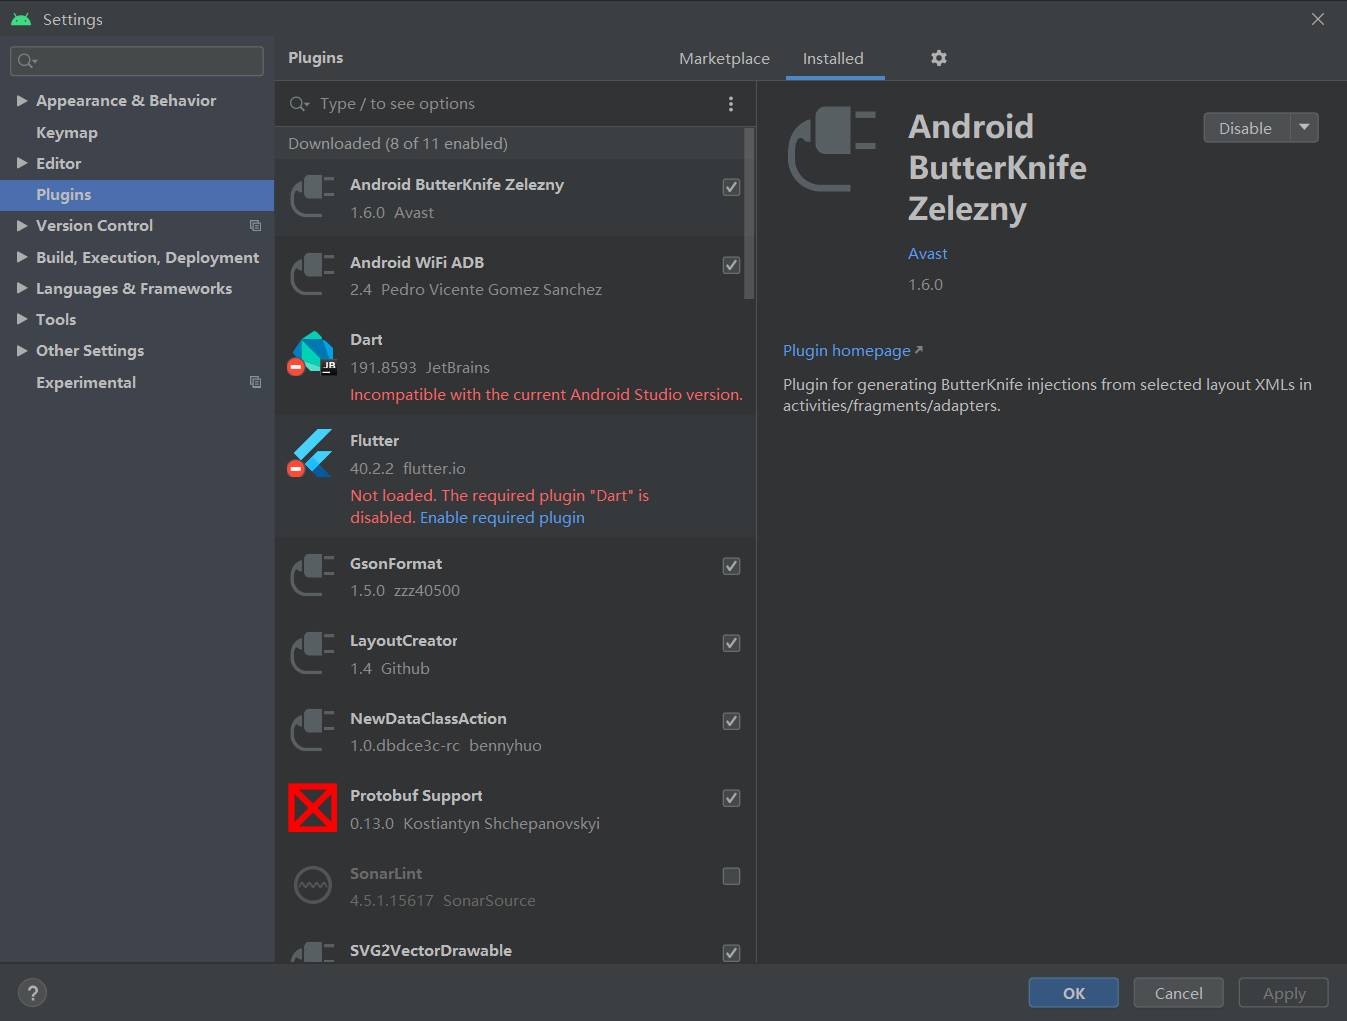 Settings
Plugins
Marketplace
Installed
Appearance & Behavior
Keymap
Editor
Plugins
Version Control
Build, Execution, Deployment
Languages & Frameworks
Tools
Other Settings
Experimental
Type / to see options
Downloaded (8 of 11 enabled)
Android ButterKnife Zelezny
1.6.0 Avast
Android WiFi ADB
2.4 Pedro Vicente Gomez Sanchez
Dart
JB
191.8593 JetBrains
Incompatible with the current Android Studio version.
Flutter
40.2.2 flutter.io
Not loaded. The required plugin "Dart" is
disabled. Enable required plugin
GsonFormat
1.5.0 zzz40500
LayoutCreator
1.4 Github
NewDataClassAction
1.0.dbdce3c-rc bennyhuo
Protobuf Support
0.13.0 Kostiantyn Shchepanovskyi
SonarLint
4.5.1.15617 SonarSource
SVG2VectorDrawable
Android
ButterKnife
Zelezny
Disable
Avast
1.6.0
Plugin homepage
Plugin for generating ButterKnife injections from selected layout XMLs in
activities/fragments/adapters.
?
OK
Cancel
Apply